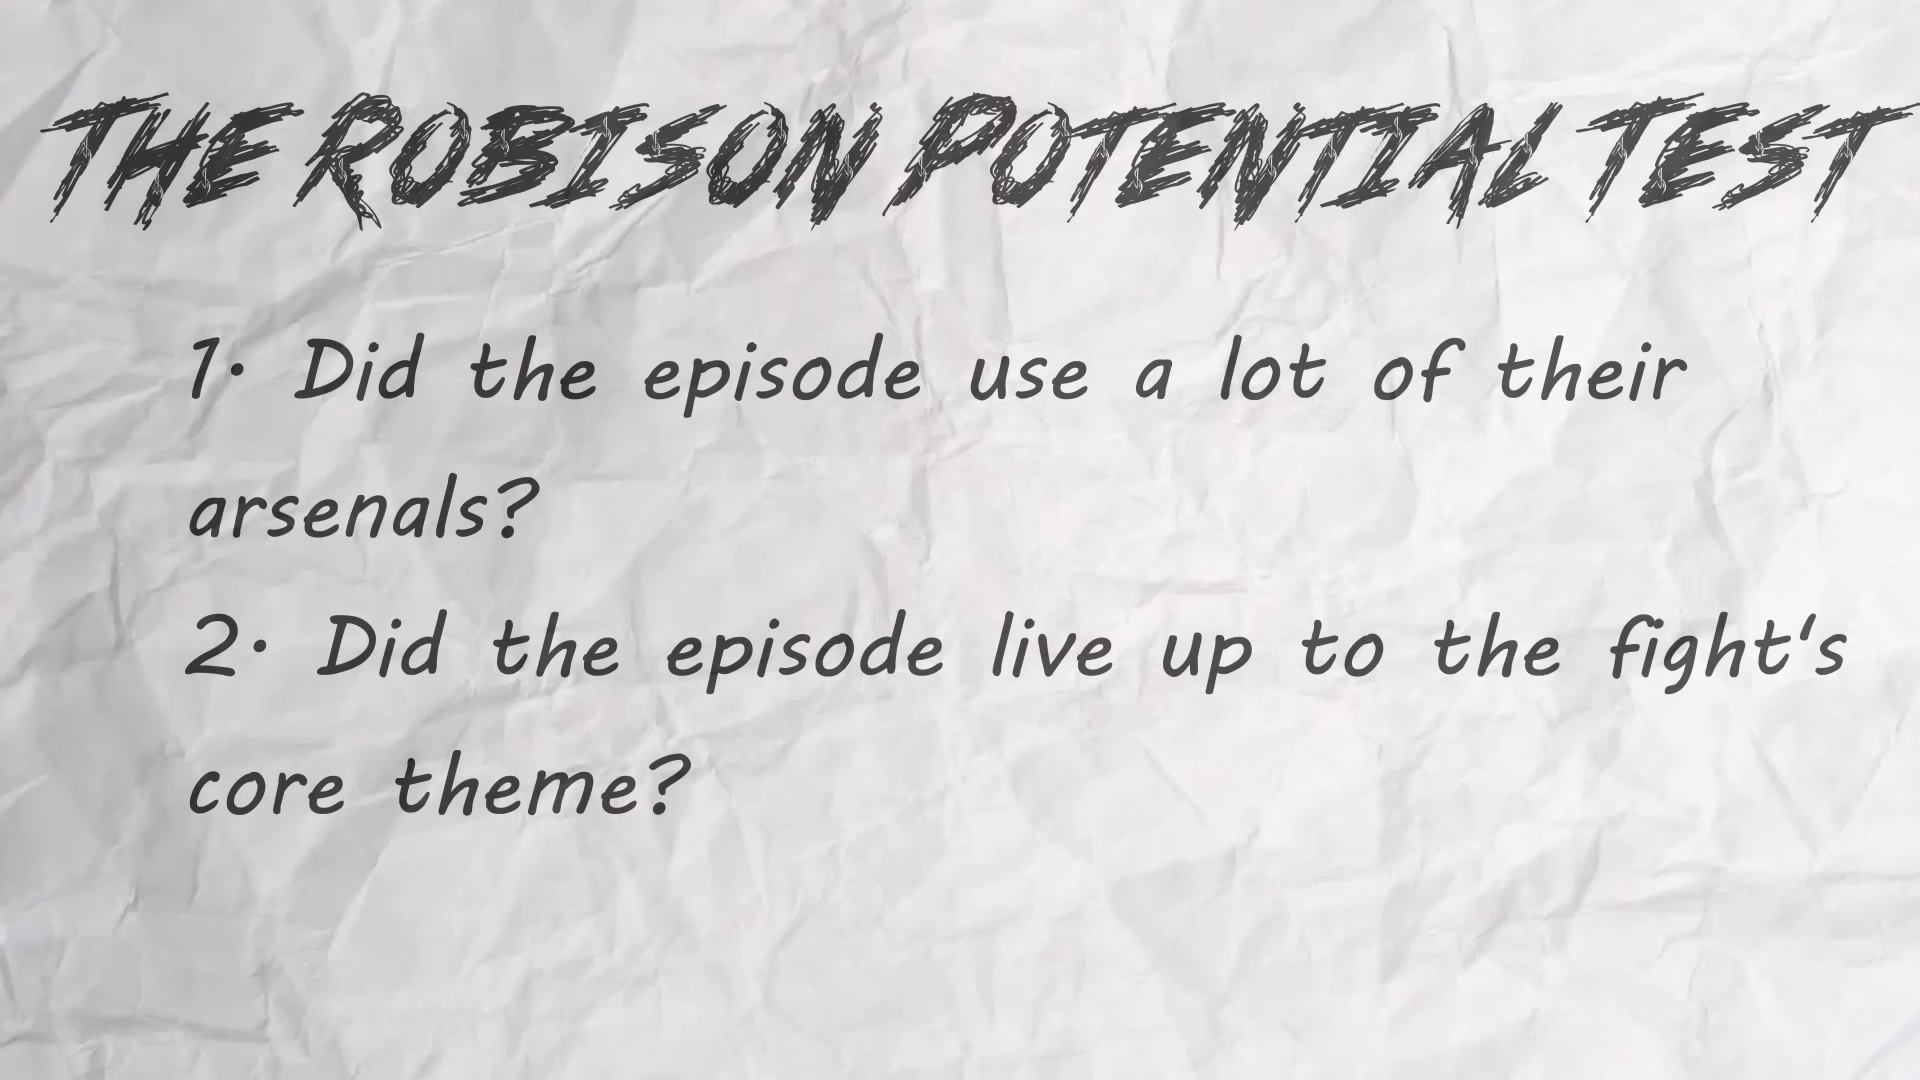 THE ROBISON POTENTIAL TEST
1. Did the episode use a lot of their
arsenals?
2. Did the episode live up to the fight's
core theme?